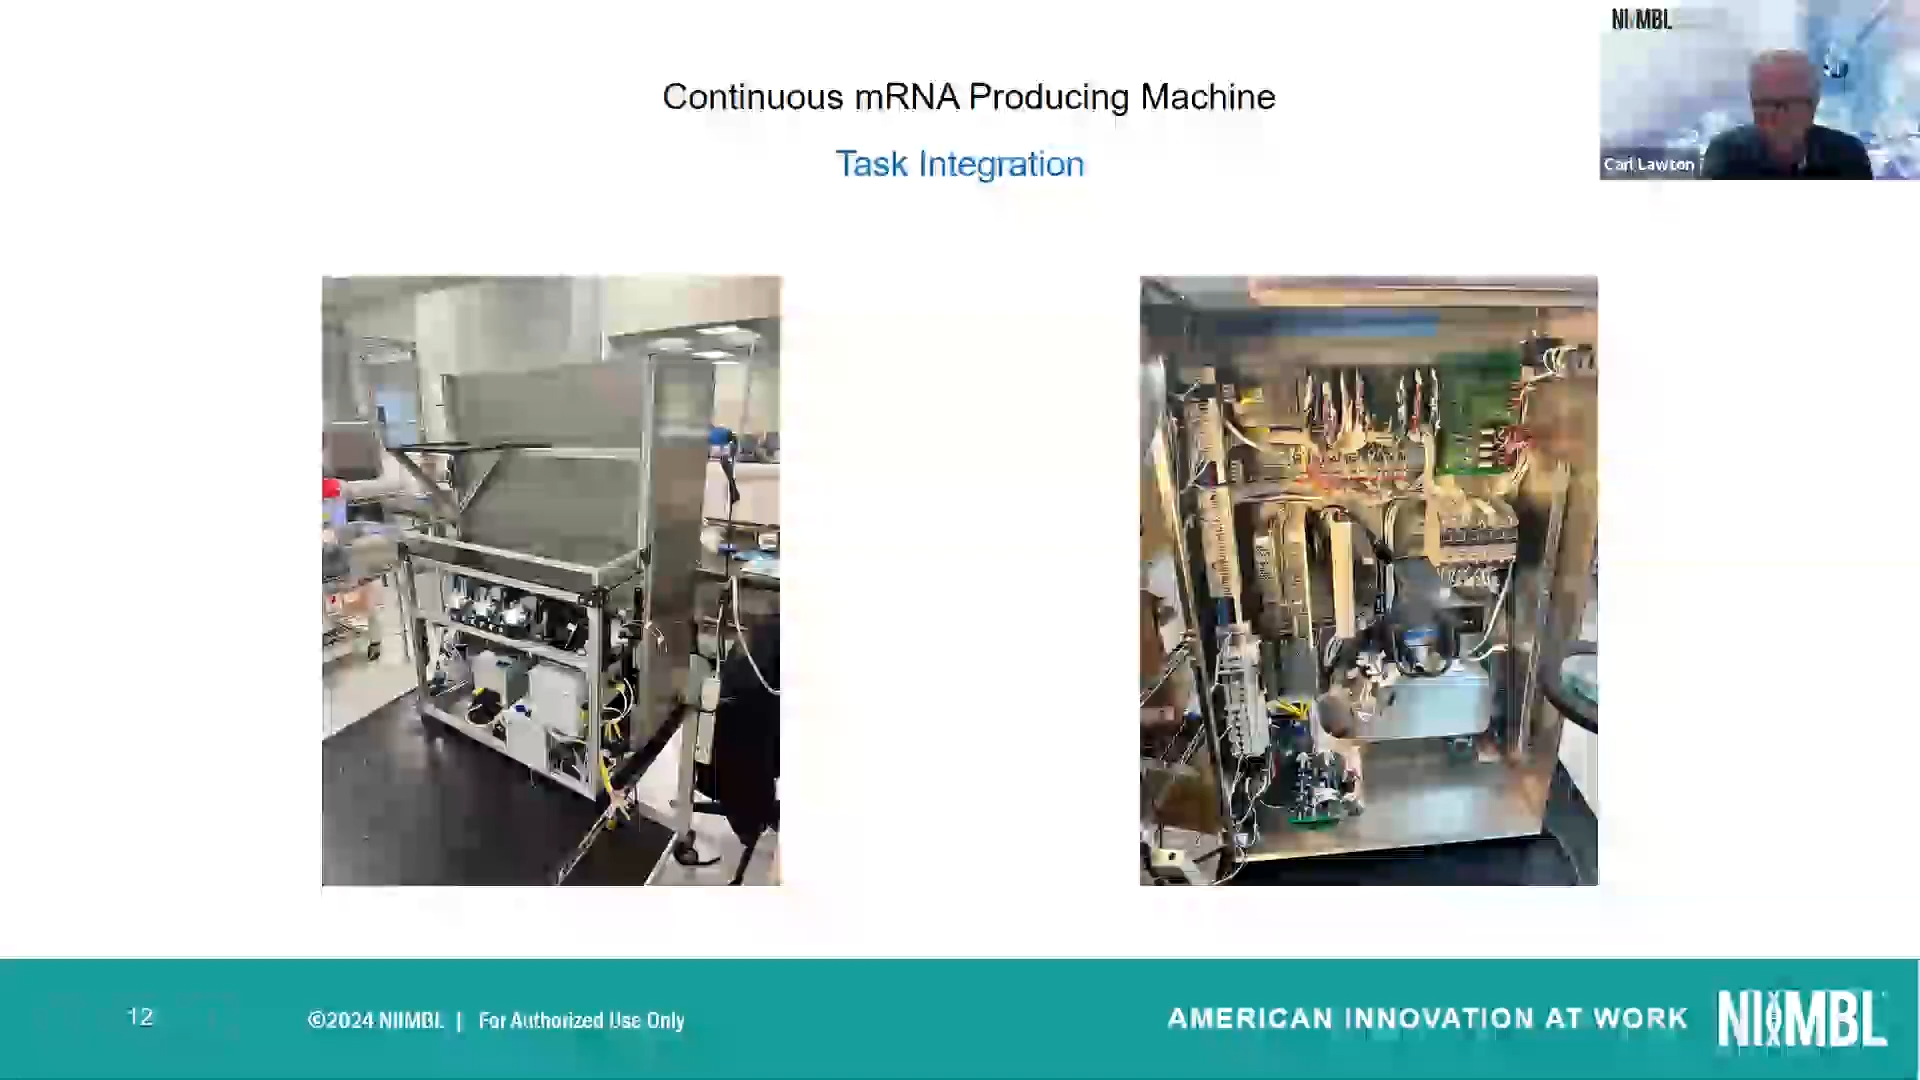 NIIMBL
Continuous mRNA Producing Machine
Task Integration
Carl Lawton
12
©2024 NIIMBL | For Authorized Use Only
AMERICAN INNOVATION AT WORK
NIIMBL